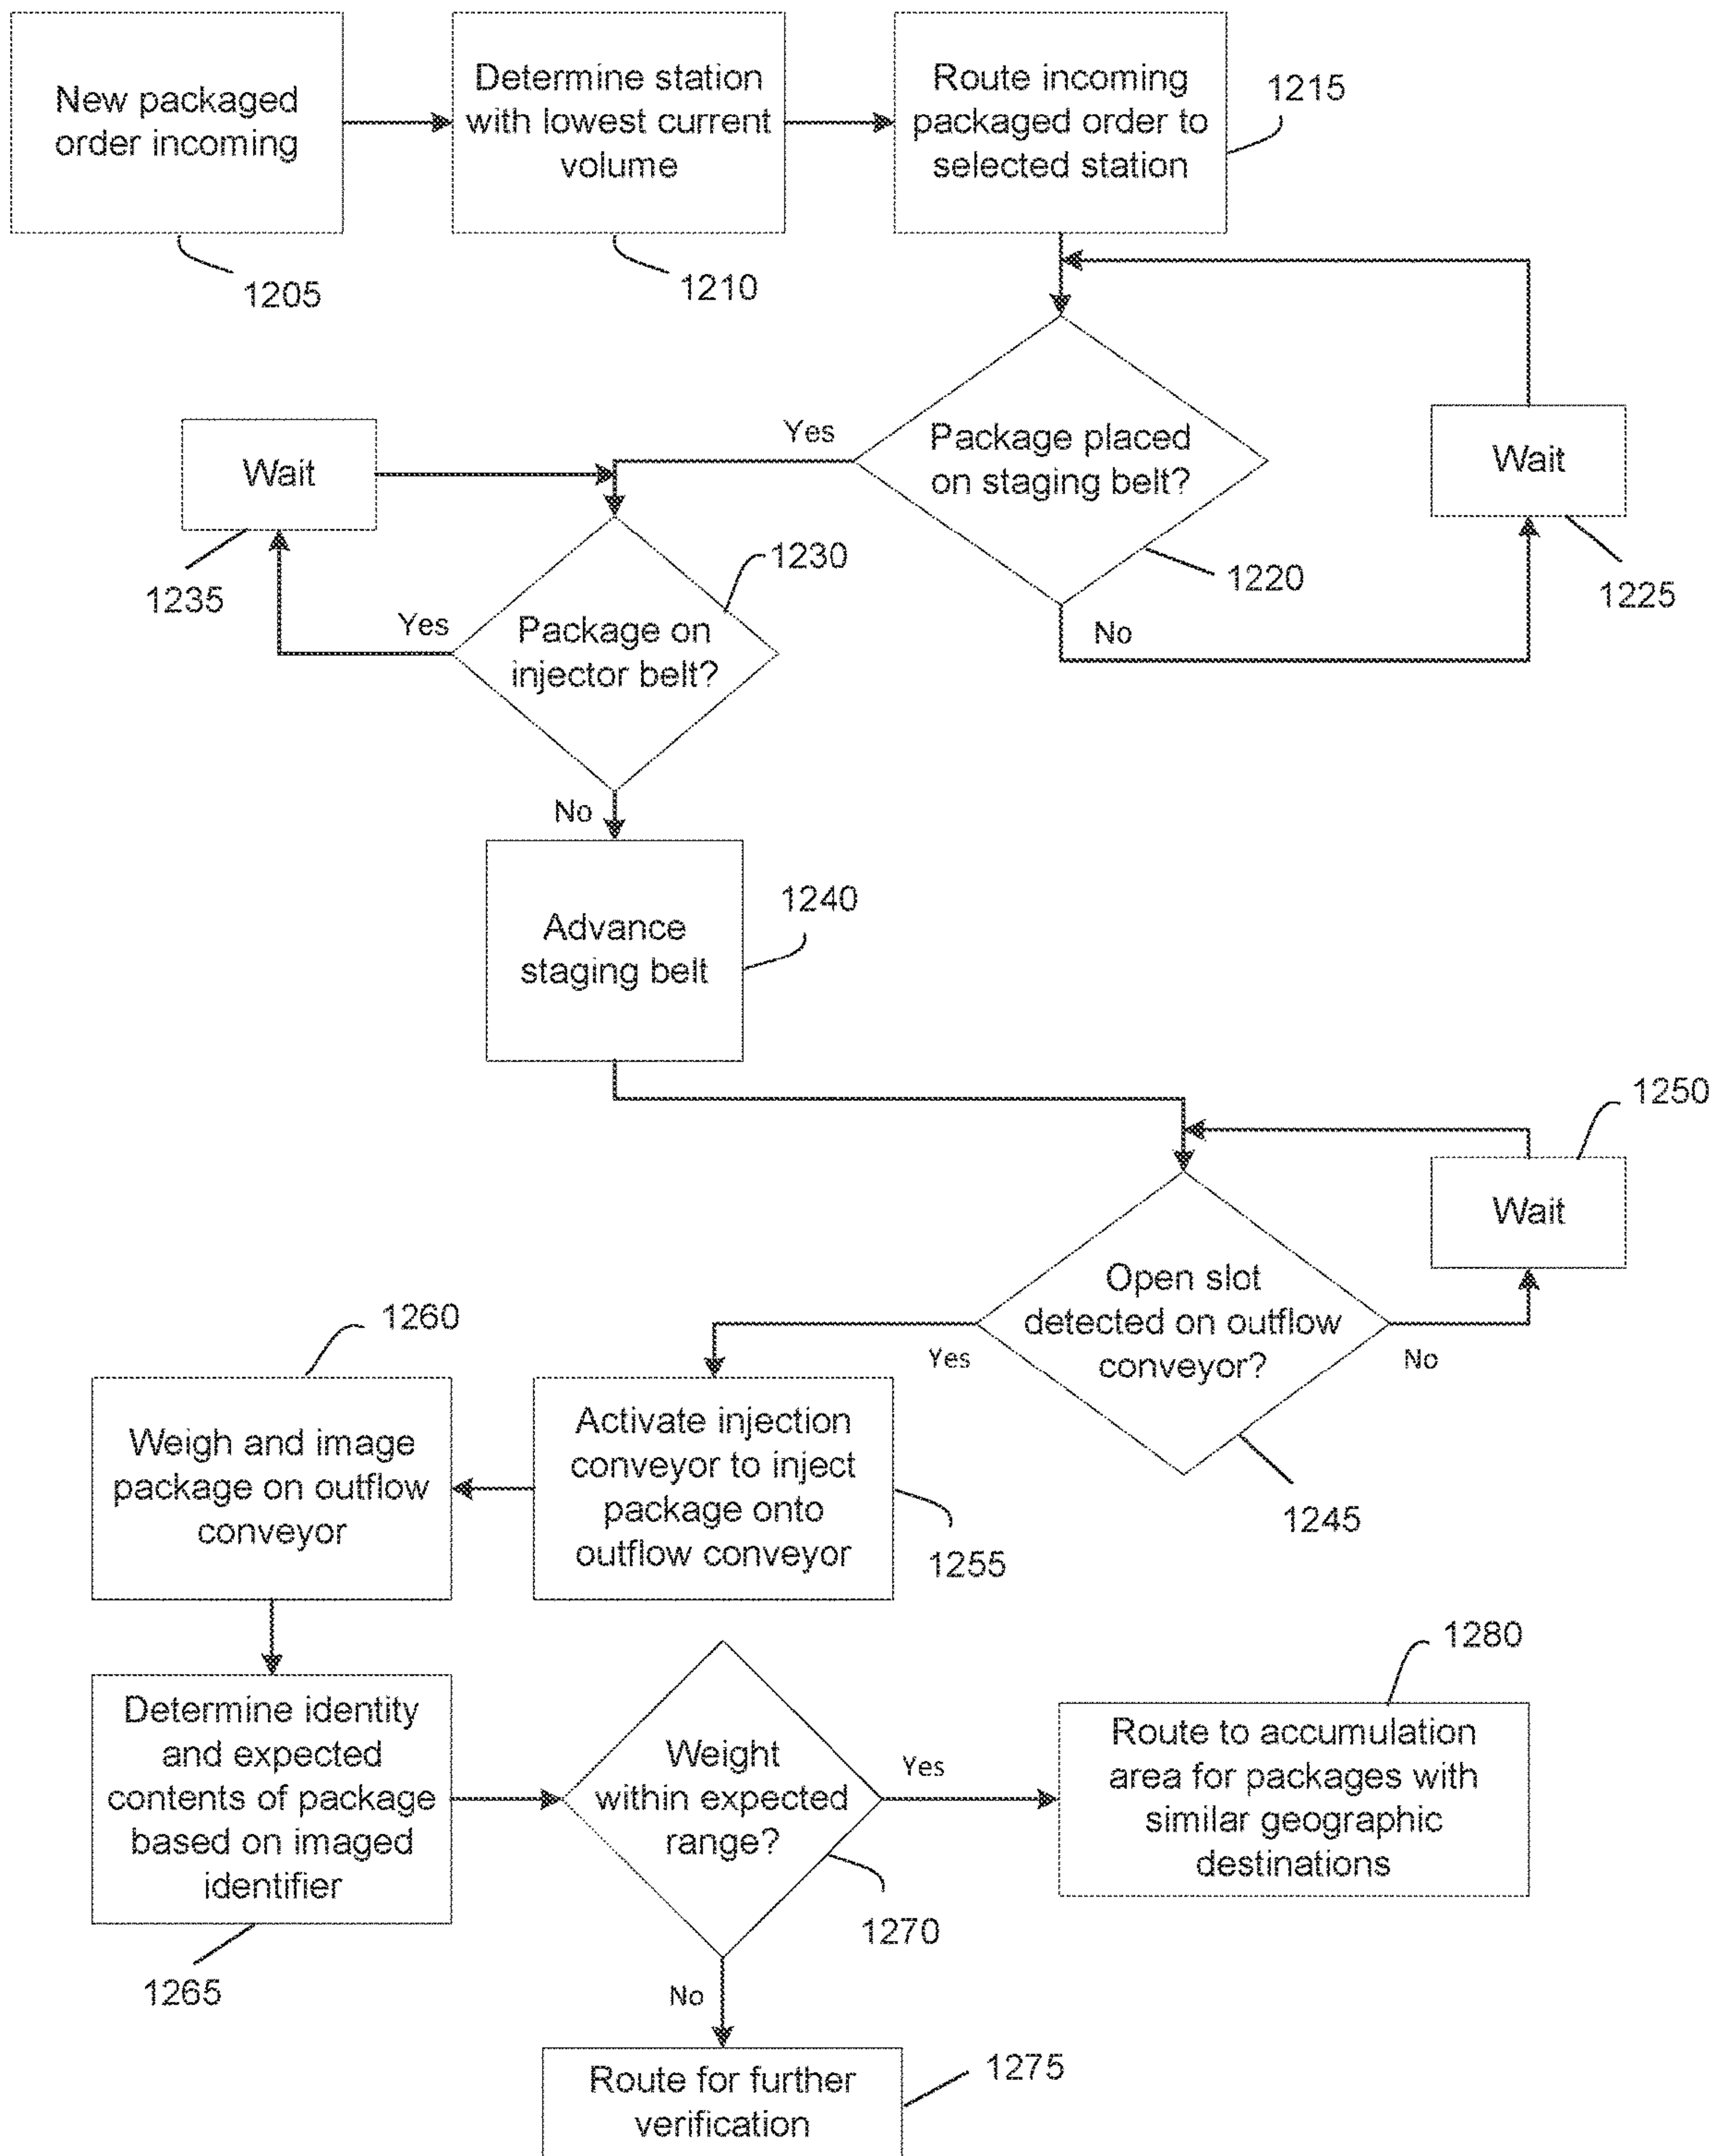 New packaged
order incoming
1205
Determine station
with lowest current
volume
1210
Route incoming
packaged order to
selected station
1215
Package placed
on staging belt?
1220
Yes
No
Wait
1225
Wait
1235
Package on
injector belt?
1230
Yes
No
Advance
staging belt
1240
Open slot
detected on outflow
conveyor?
1245
Yes
No
Wait
1250
Activate injection
conveyor to inject
package onto
outflow conveyor
1255
Weigh and image
package on outflow
conveyor
1260
Determine identity
and expected
contents of package
based on imaged
identifier
1265
Weight
within expected
range?
1270
Yes
No
Route to accumulation
area for packages with
similar geographic
destinations
1280
Route for further
verification
1275